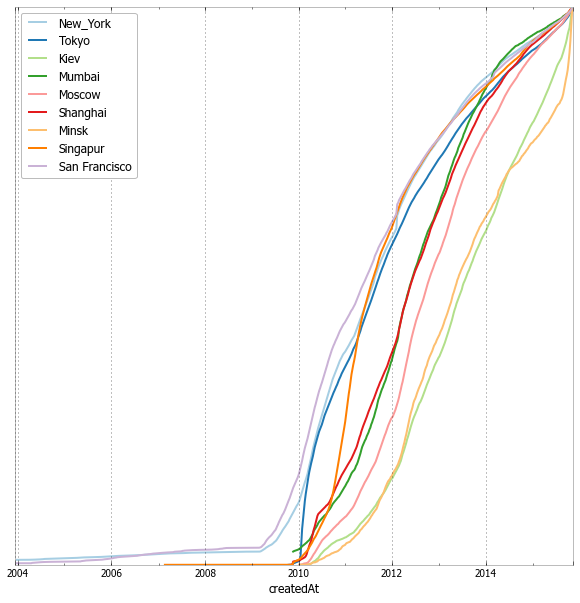 New_York
Tokyo
Kiev
Mumbai
Moscow
Shanghai
Minsk
Singapur
San Francisco
2004 2006 2008 2010 2012 2014
createdAt